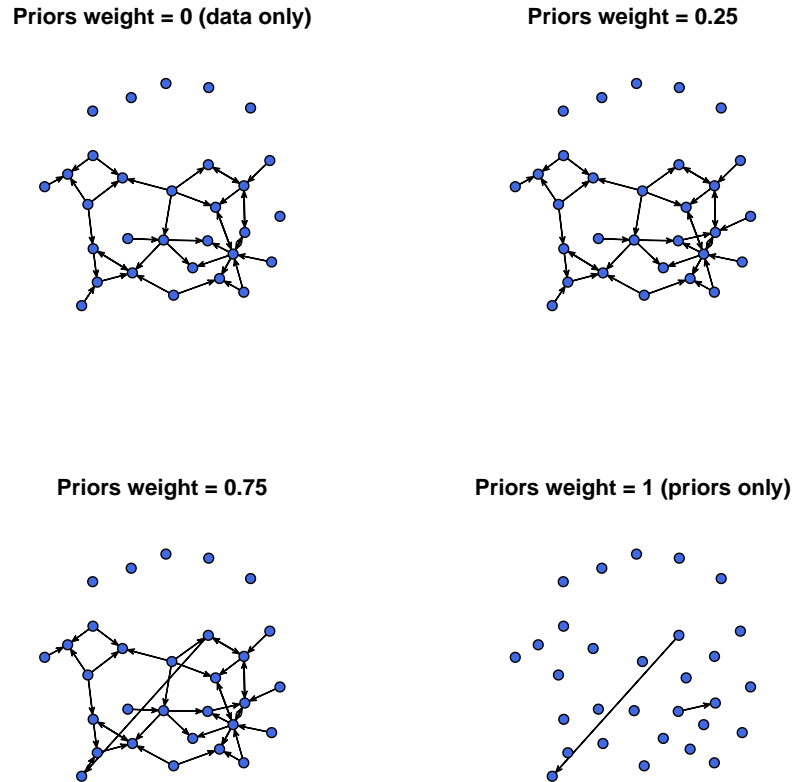 Priors weight = 0 (data only)
Priors weight = 0.25
Priors weight = 0.75
Priors weight = 1 (priors only)